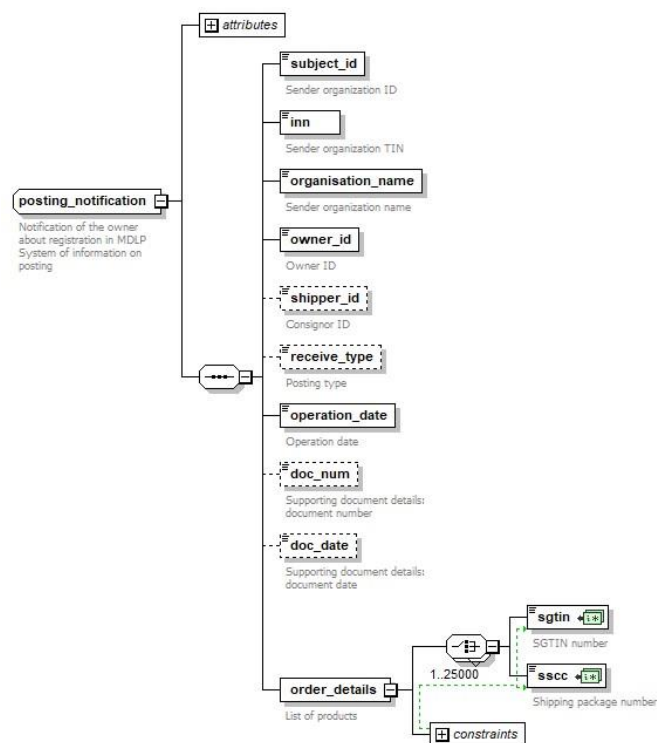 attributes
subject_id
Sender organization ID
inn
Sender organization TIN
organisation_name
Sender organization name
posting_notification
Notification of the owner
about registration in MDLP
System of information on
posting
owner_id
Owner ID
shipper_id
Consignor ID
receive_type
Posting type
operation_date
Operation date
doc_num
Supporting document details:
document number
doc_date
Supporting document details:
document date
sgtin
SGTIN number
1..25000
order_details
List of products
sscc
Shipping package number
constraints